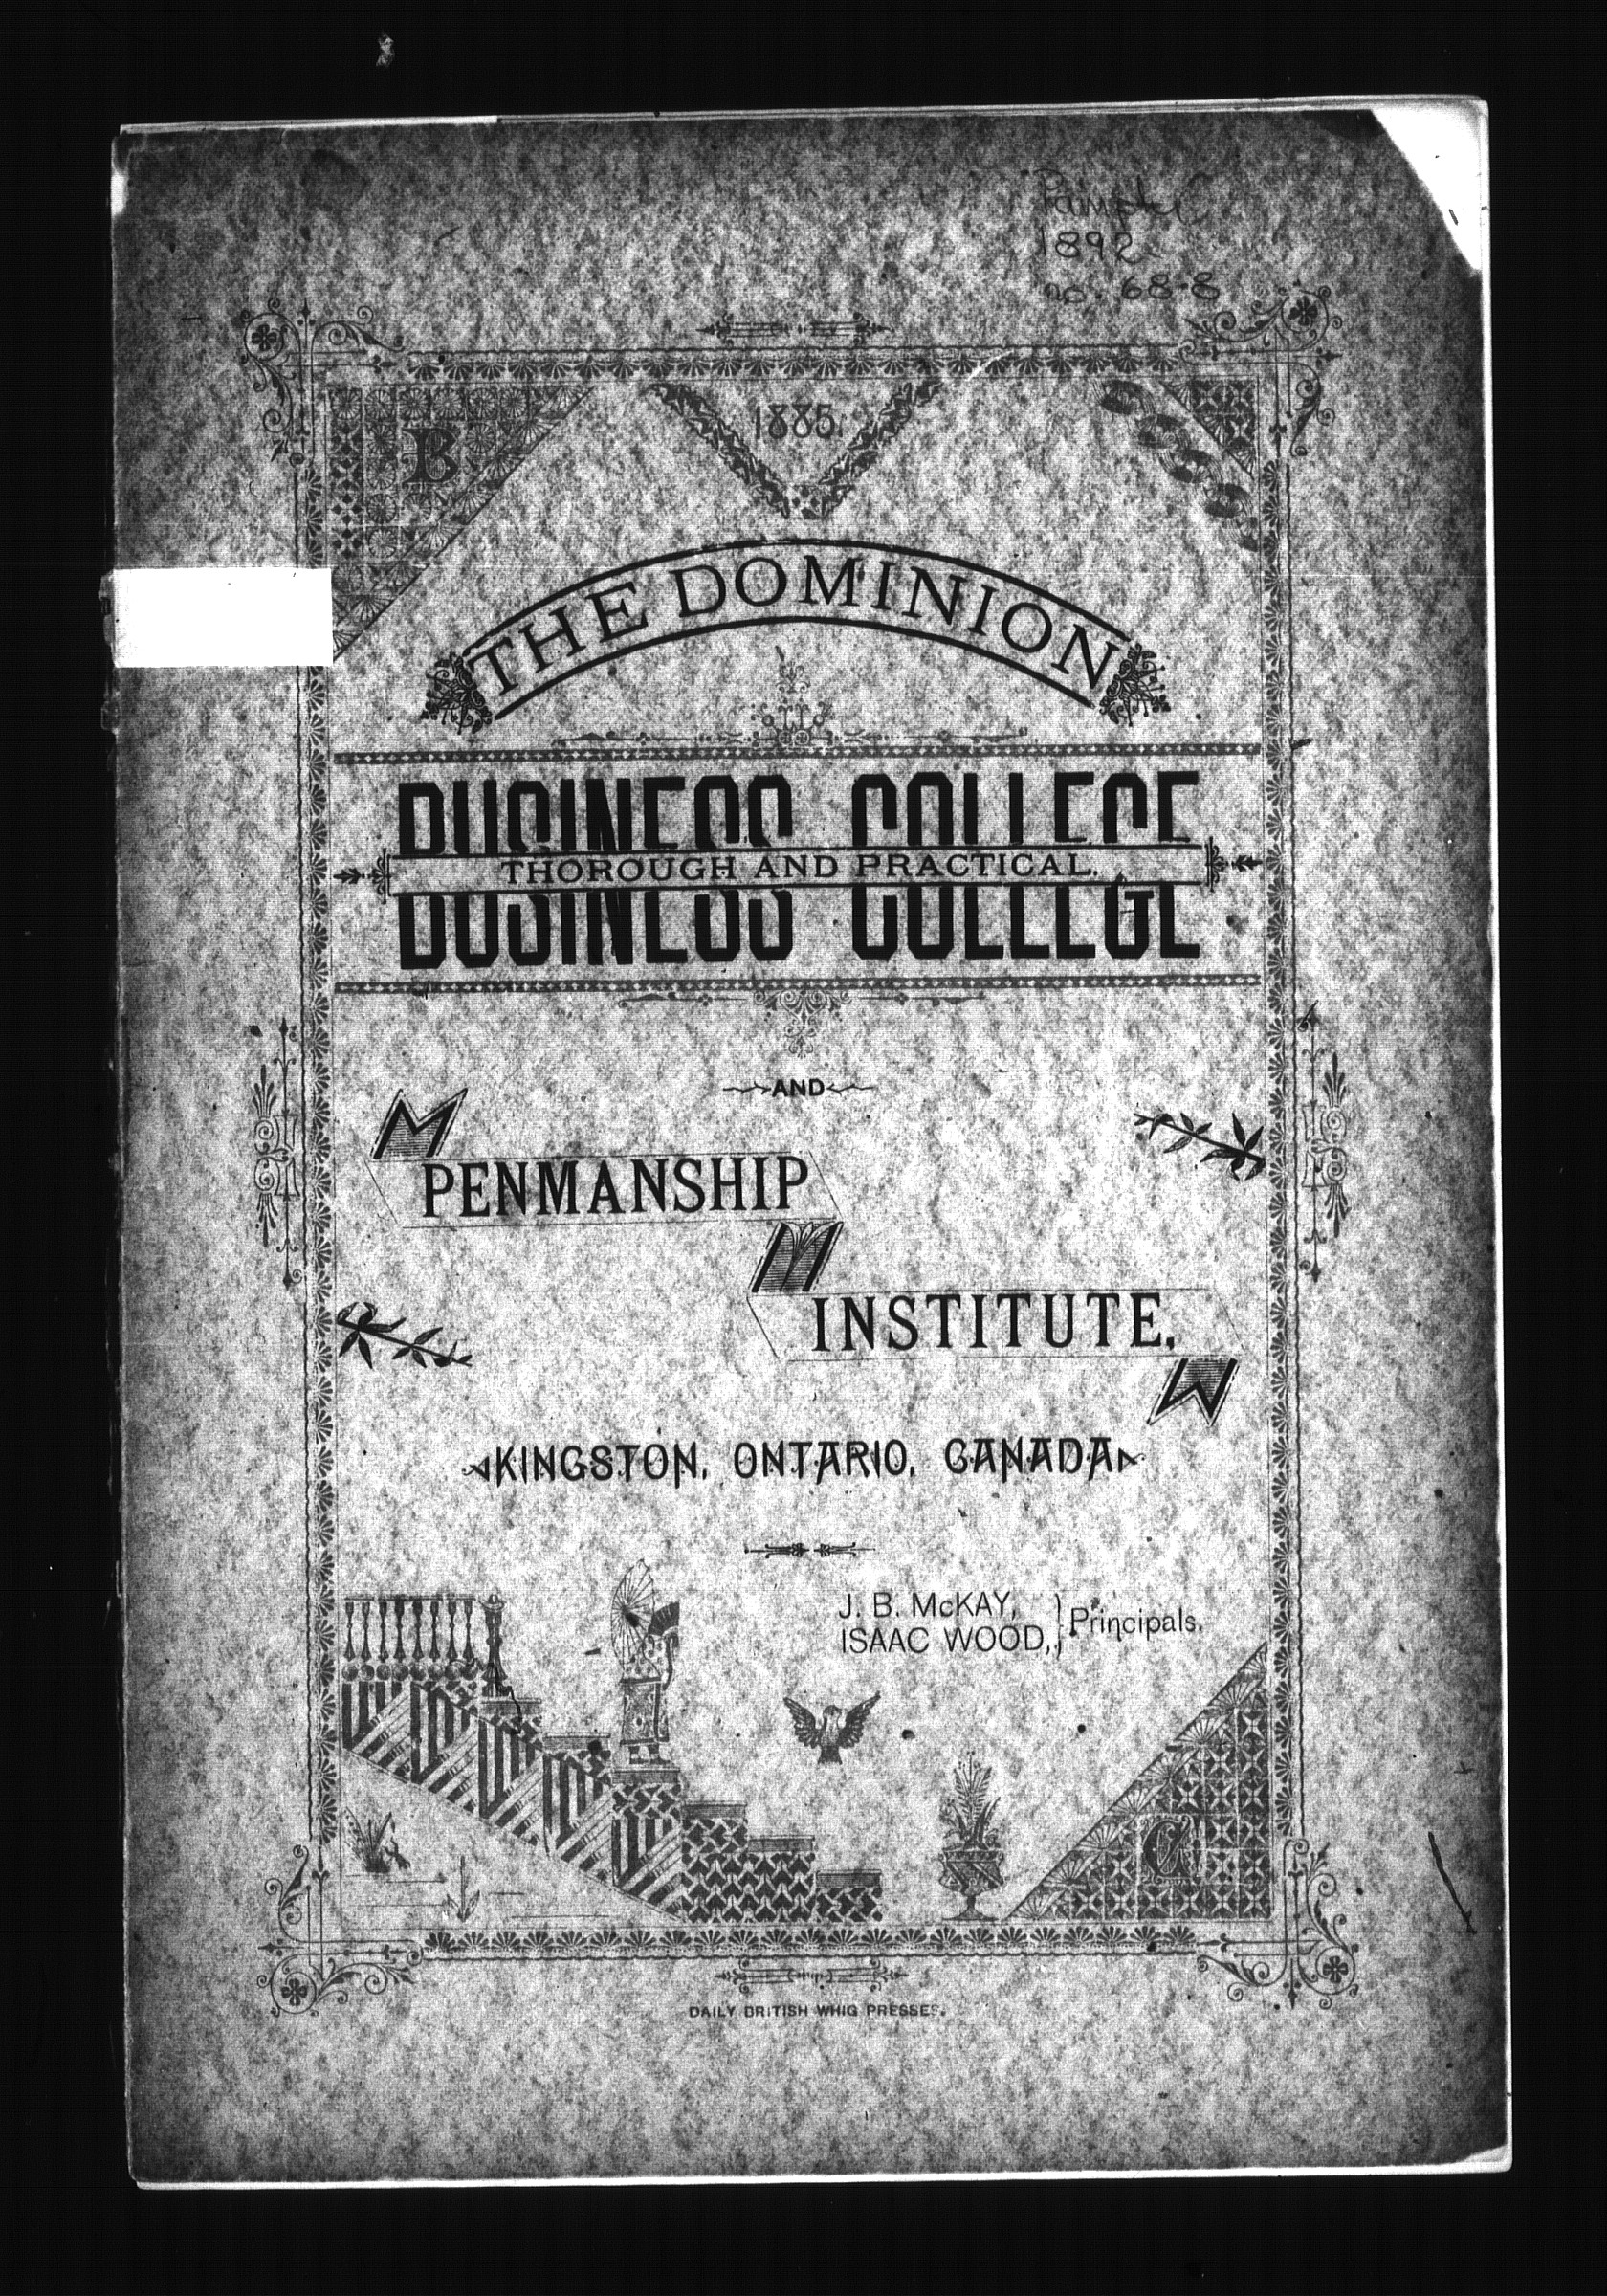 1892
no. 68-8
B
1885.
THE DOMINION
BUSINESS COLLEGE
THOROUGH AND PRACTICAL.
AND
PENMANSHIP
INSTITUTE,
KINGSTON, ONTARIO, CANADA
J. B. McKAY,
ISAAC WOOD,
Principals.
C
DAILY BRITISH WHIG PRESSES.